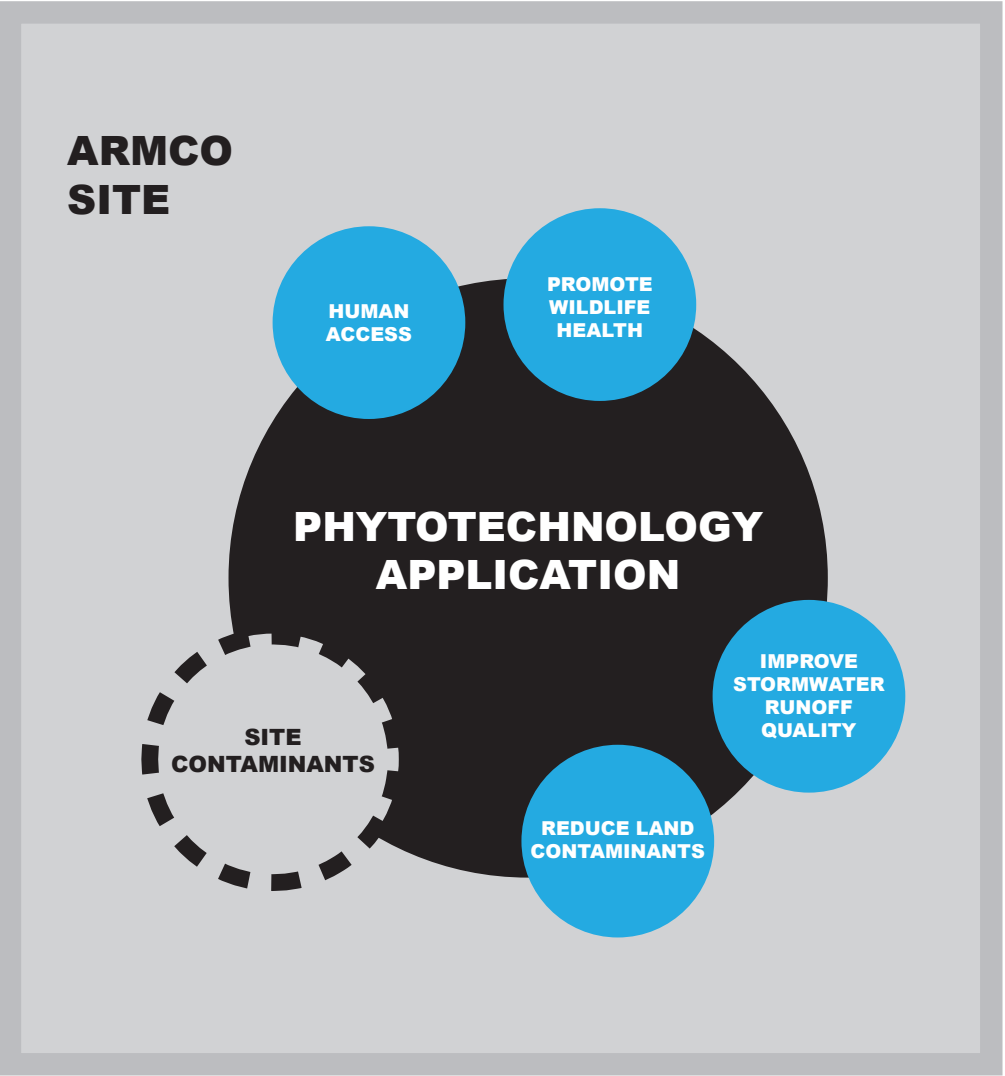 ARMCO
SITE
HUMAN
ACCESS
PROMOTE
WILDLIFE
HEALTH
PHYTOTECHNOLOGY
APPLICATION
IMPROVE
STORMWATER
RUNOFF
QUALITY
SITE
CONTAMINANTS
REDUCE LAND
CONTAMINANTS